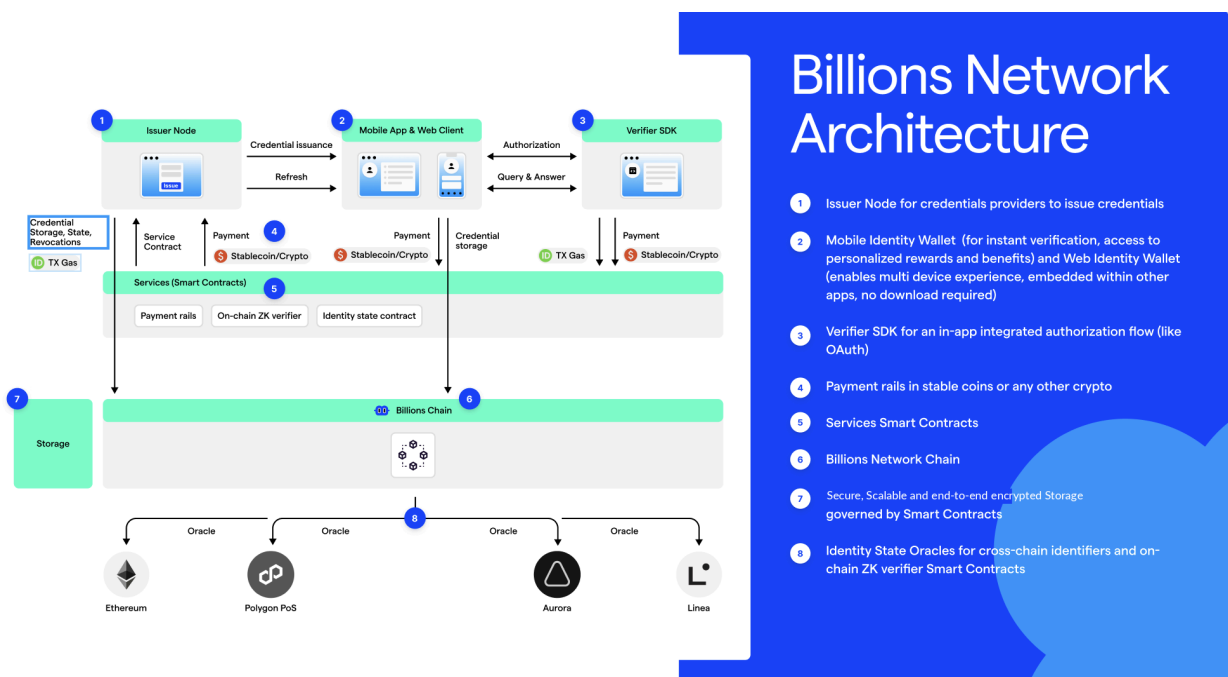 Billions Network
Architecture
1
Issuer Node
2
Mobile App & Web Client
3
Verifier SDK
Issue
Credential issuance
Refresh
Authorization
Query & Answer
Credential
Storage, State,
Revocations
ID TX Gas
Service
Contract
Payment
4
$ Stablecoin/Crypto
Payment
$ Stablecoin/Crypto
Credential
storage
ID TX Gas
Payment
$ Stablecoin/Crypto
Services (Smart Contracts)
5
Payment rails
On-chain ZK verifier
Identity state contract
7
Storage
Billions Chain
6
8
Oracle
Oracle
Oracle
Oracle
Ethereum
Polygon PoS
Aurora
Linea
1 Issuer Node for credentials providers to issue credentials
2 Mobile Identity Wallet (for instant verification, access to
personalized rewards and benefits) and Web Identity Wallet
(enables multi device experience, embedded within other
apps, no download required)
3 Verifier SDK for an in-app integrated authorization flow (like
OAuth)
4 Payment rails in stable coins or any other crypto
5 Services Smart Contracts
6 Billions Network Chain
7 Secure, Scalable and end-to-end encrypted Storage
governed by Smart Contracts
8 Identity State Oracles for cross-chain identifiers and on-
chain ZK verifier Smart Contracts